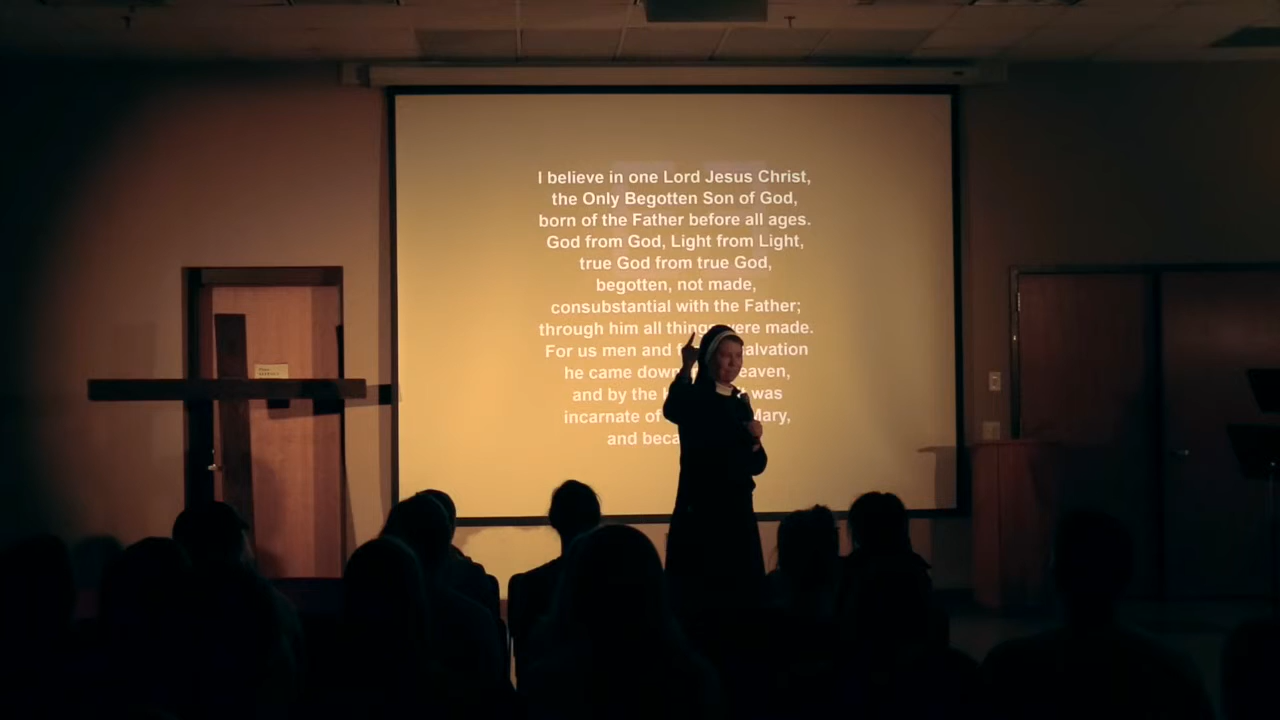 I believe in one Lord Jesus Christ,
the Only Begotten Son of God,
born of the Father before all ages.
God from God, Light from Light,
true God from true God,
begotten, not made,
consubstantial with the Father;
through him all things were made.
For us men and salvation
he came down heaven,
and by the was
incarnate of Mary,
and